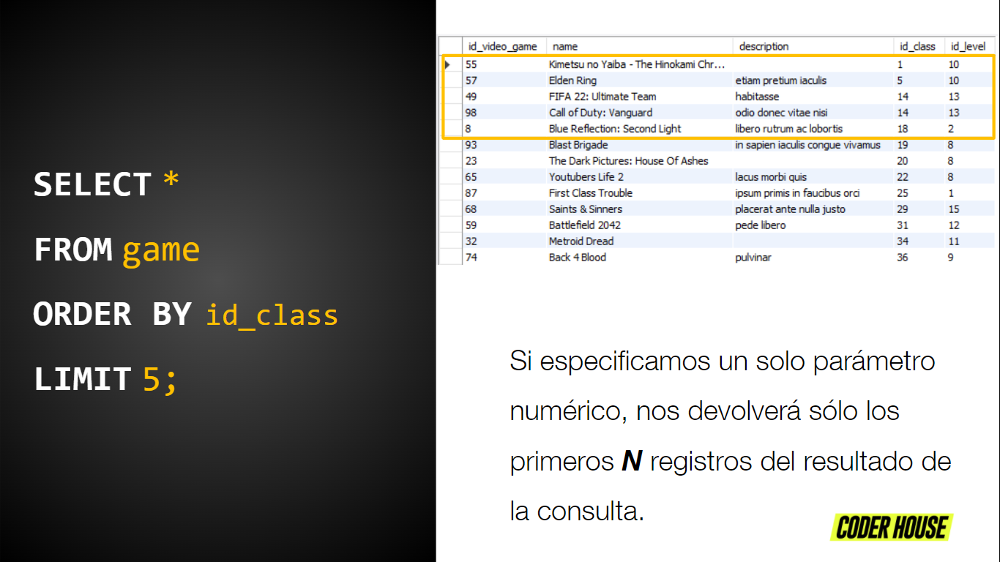 SELECT *
FROM game
ORDER BY id_class
LIMIT 5;
id_video_game name description id_class id_level
55 Kimetsu no Yaiba - The Hinokami Chr... 1 10
57 Elden Ring etiam pretium iaculis 5 10
49 FIFA 22: Ultimate Team habitasse 14 13
98 Call of Duty: Vanguard odio donec vitae nisi 14 13
8 Blue Reflection: Second Light libero rutrum ac lobortis 18 2
93 Blast Brigade in sapien iaculis congue vivamus 19 8
23 The Dark Pictures: House Of Ashes 20 8
65 Youtubers Life 2 lacus morbi quis 22 8
87 First Class Trouble ipsum primis in faucibus orci 25 1
68 Saints & Sinners placerat ante nulla justo 29 15
59 Battlefield 2042 pede libero 31 12
32 Metroid Dread 34 11
74 Back 4 Blood pulvinar 36 9
Si especificamos un solo parámetro
numérico, nos devolverá sólo los
primeros N registros del resultado de
la consulta.
CODER HOUSE